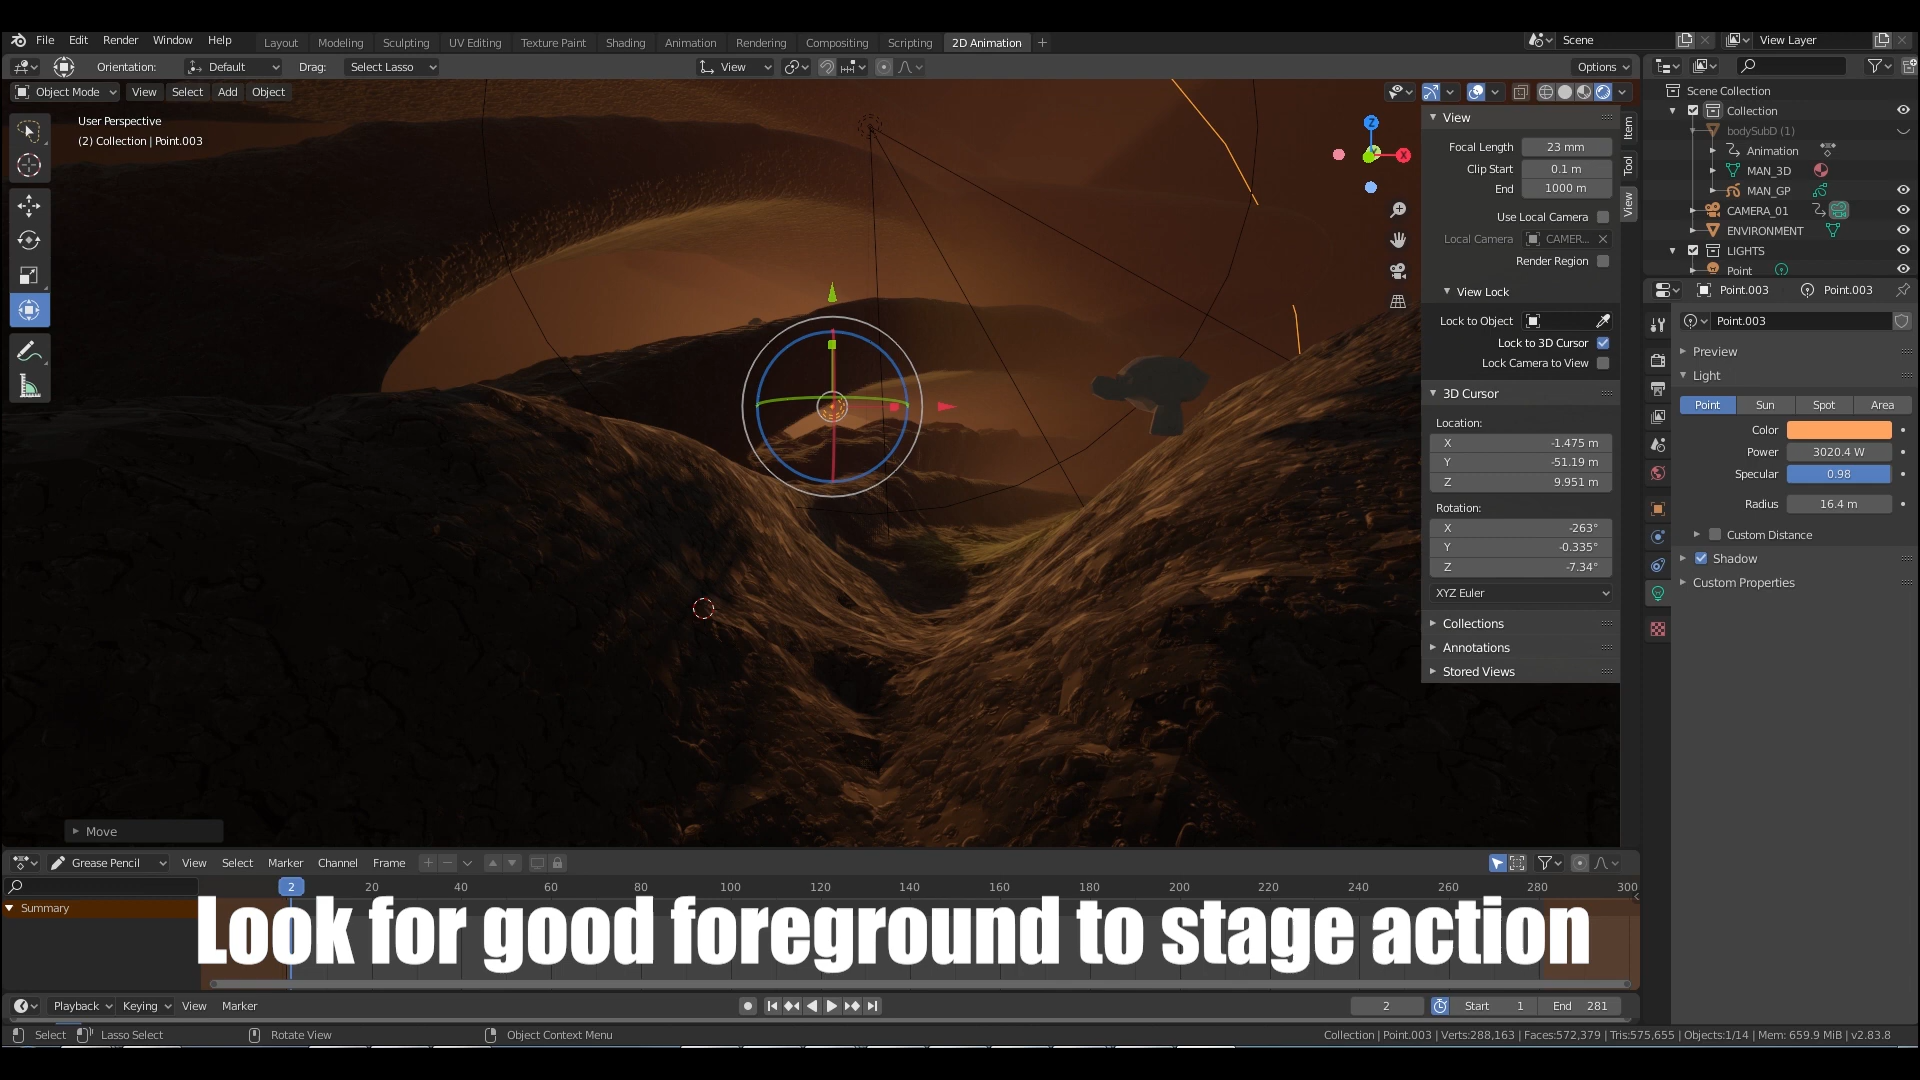 File Edit Render Window Help Layout Modeling Sculpting UV Editing Texture Paint Shading Animation Rendering Compositing Scripting 2D Animation + Scene View Layer
Orientation: Default Drag: Select Lasso View Options
Object Mode View Select Add Object
User Perspective
(2) Collection | Point.003
Z
X
View
Focal Length 23 mm
Clip Start 0.1 m
End 1000 m
Use Local Camera
Local Camera CAMER...
Render Region
View Lock
Lock to Object
Lock to 3D Cursor
Lock Camera to View
3D Cursor
Location:
X -1.475 m
Y -51.19 m
Z 9.951 m
Rotation:
X -263°
Y -0.335°
Z -7.34°
XYZ Euler
Collections
Annotations
Stored Views
Item
Tool
View
Scene Collection
Collection
bodySubD (1)
Animation
MAN_3D
MAN_GP
CAMERA_01
ENVIRONMENT
LIGHTS
Point
Point.003 Point.003
Point.003
Preview
Light
Point Sun Spot Area
Color
Power 3020.4 W
Specular 0.98
Radius 16.4 m
Custom Distance
Shadow
Custom Properties
Move
Grease Pencil View Select Marker Channel Frame
2 20 40 60 80 100 120 140 160 180 200 220 240 260 280 300
Summary
Look for good foreground to stage action
Playback Keying View Marker 2 Start 1 End 281
Select Lasso Select Rotate View Object Context Menu Collection | Point.003 | Verts:288,163 | Faces:572,379 | Tris:575,655 | Objects:1/14 | Mem: 659.9 MiB | v2.83.8